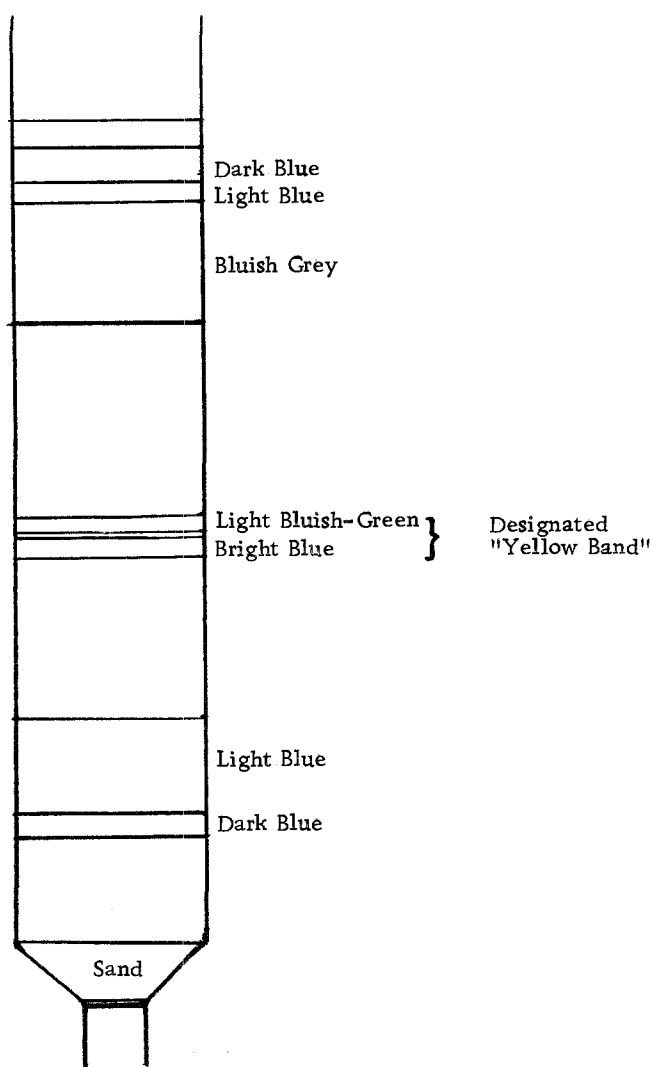 Dark Blue
Light Blue
Bluish Grey
Light Bluish-Green
Bright Blue
}
Designated
"Yellow Band"
Light Blue
Dark Blue
Sand